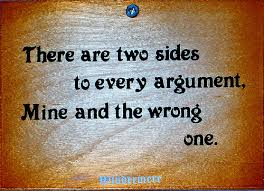 There are two sides
to every argument,
Mine and the wrong
one.